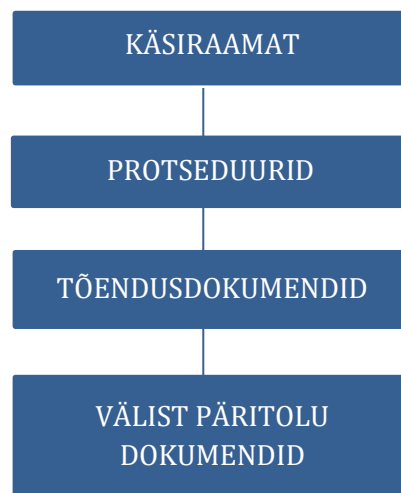 KÄSIRAAMAT
PROTSEDUURID
TÕENDUSDOKUMENDID
VÄLIST PÄRITOLU
DOKUMENDID